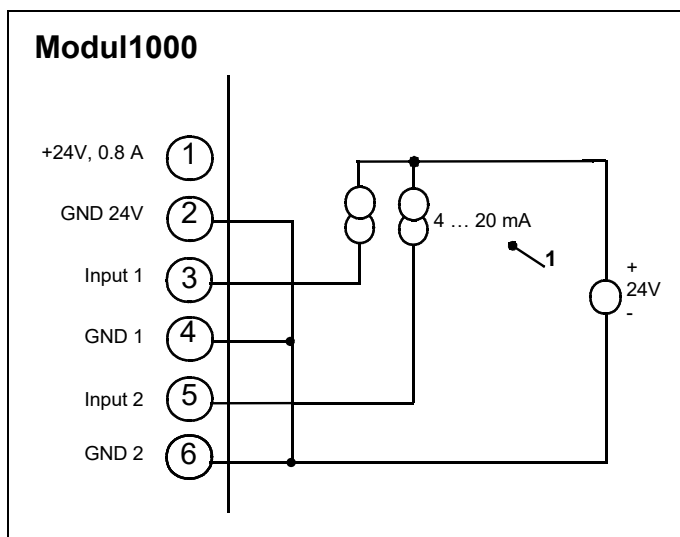 Modul1000
+24V, 0.8 A 1
GND 24V 2
Input 1 3
GND 1 4
Input 2 5
GND 2 6
4 … 20 mA
1
+
24V
-